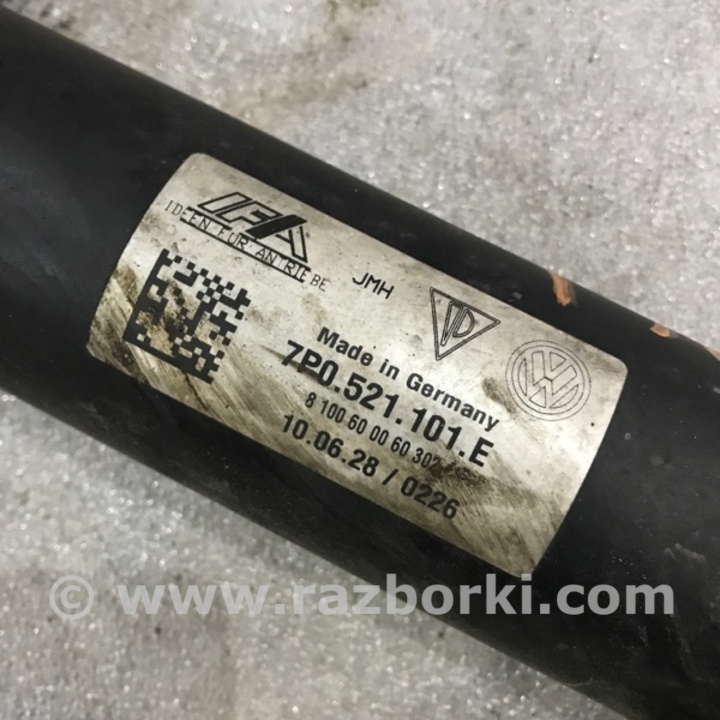 IFA
IDEEN FÜR ANTRIEBE
JMH
Made in Germany
7P0.521.101.E
8 100 60 00 60 302
10.06.28 / 0226
© www.razborki.com